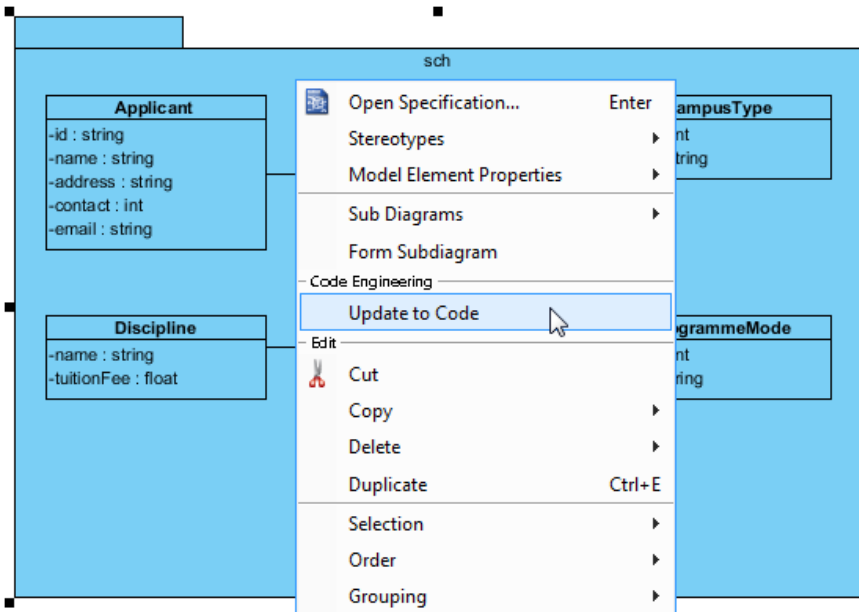 sch
Applicant
-id : string
-name : string
-address : string
-contact : int
-email : string
Open Specification... Enter
Stereotypes
Model Element Properties
Sub Diagrams
Form Subdiagram
Code Engineering
Update to Code
Edit
Cut
Copy
Delete
Duplicate Ctrl+E
Selection
Order
Grouping
ampusType
nt
tring
Discipline
-name : string
-tuitionFee : float
ogrammeMode
nt
ring